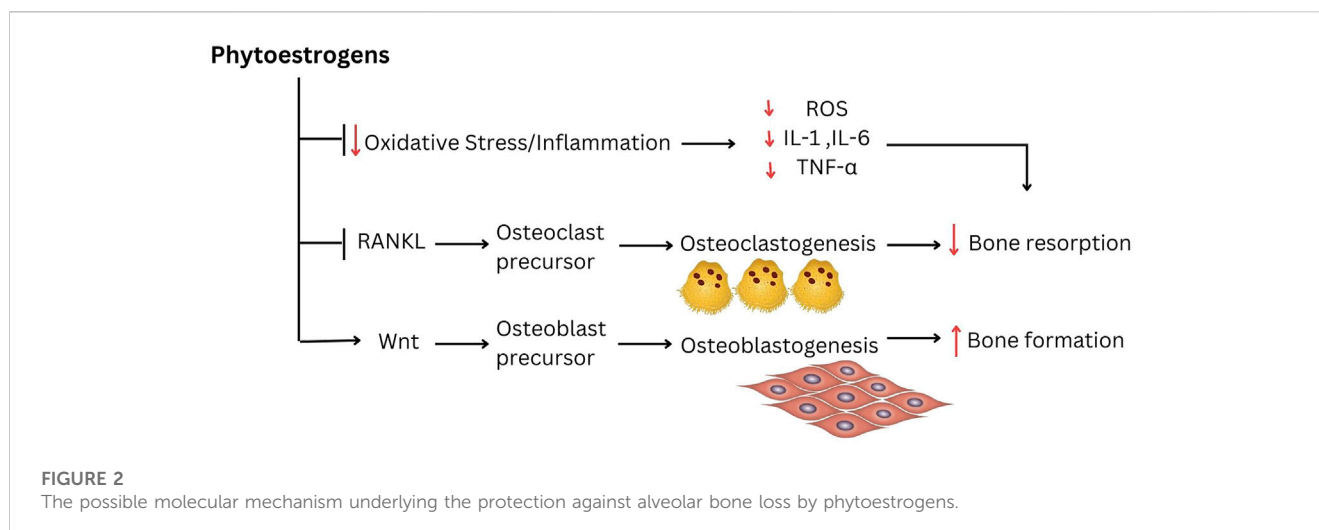 Phytoestrogens
Oxidative Stress/Inflammation
ROS
IL-1 ,IL-6
TNF-α
RANKL
Osteoclast
precursor
Osteoclastogenesis
Bone resorption
Wnt
Osteoblast
precursor
Osteoblastogenesis
Bone formation
FIGURE 2
The possible molecular mechanism underlying the protection against alveolar bone loss by phytoestrogens.